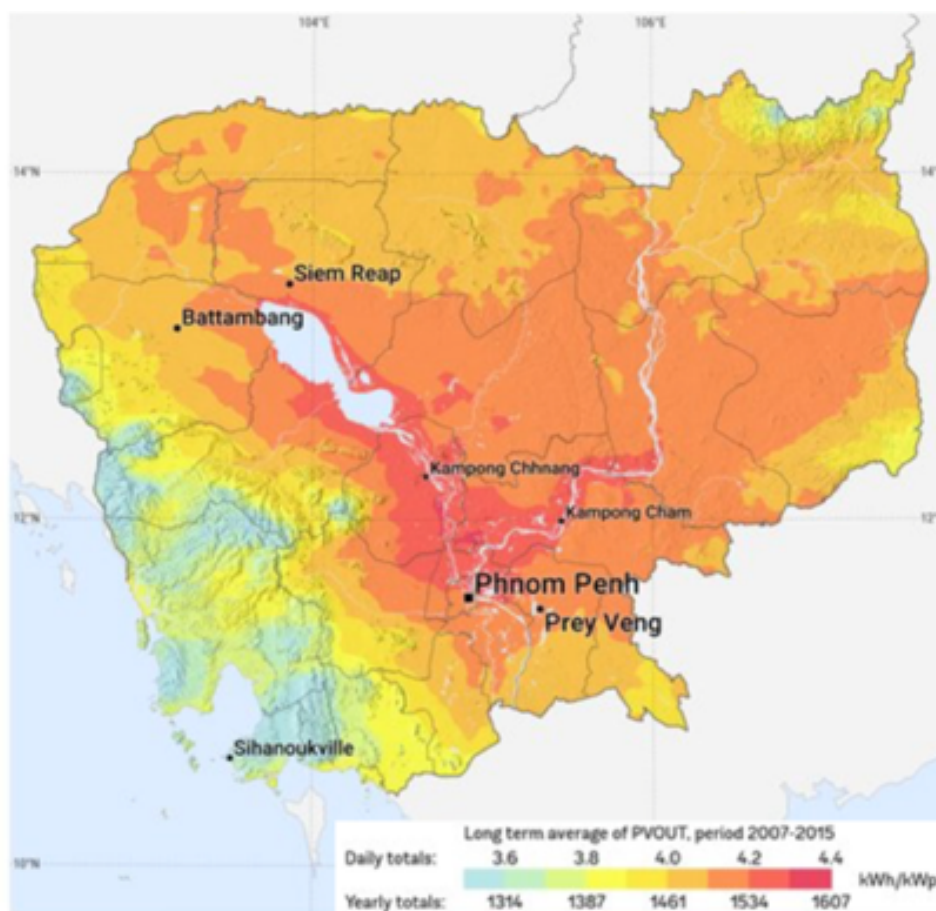 104°E 106°E
14°N 14°
Siem Reap
Battambang
Kampong Chhnang
12°N 12°
Kampong Cham
Phnom Penh
Prey Veng
Sihanoukville
Long term average of PVOUT, period 2007-2015
Daily totals: 3.6 3.8 4.0 4.2 4.4
kWh/kWp
10°N
Yearly totals: 1314 1387 1461 1534 1607